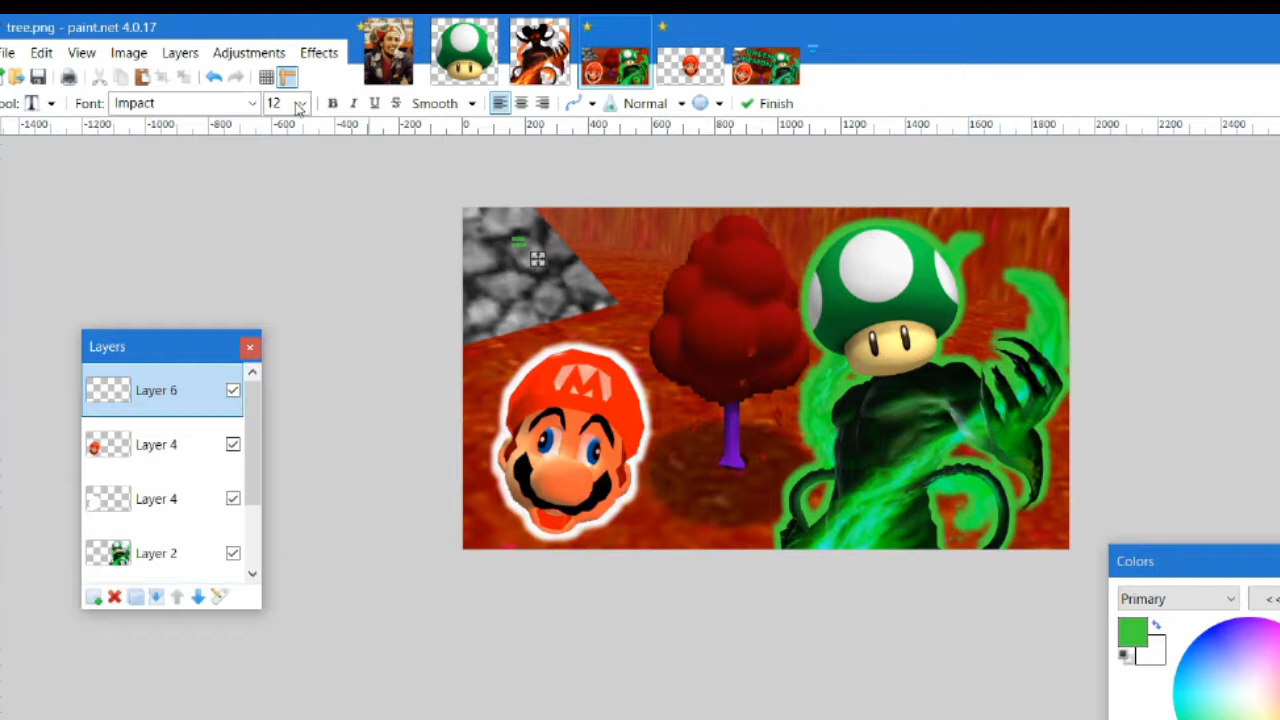 tree.png - paint.net 4.0.17
File Edit View Image Layers Adjustments Effects
ool: T Font: Impact 12 B I U S Smooth Normal Finish
-1400 -1200 -1000 -800 -600 -400 -200 0 200 400 600 800 1000 1200 1400 1600 1800 2000 2200 2400
M
Layers
Layer 6
Layer 4
Layer 4
Layer 2
Colors
Primary <<